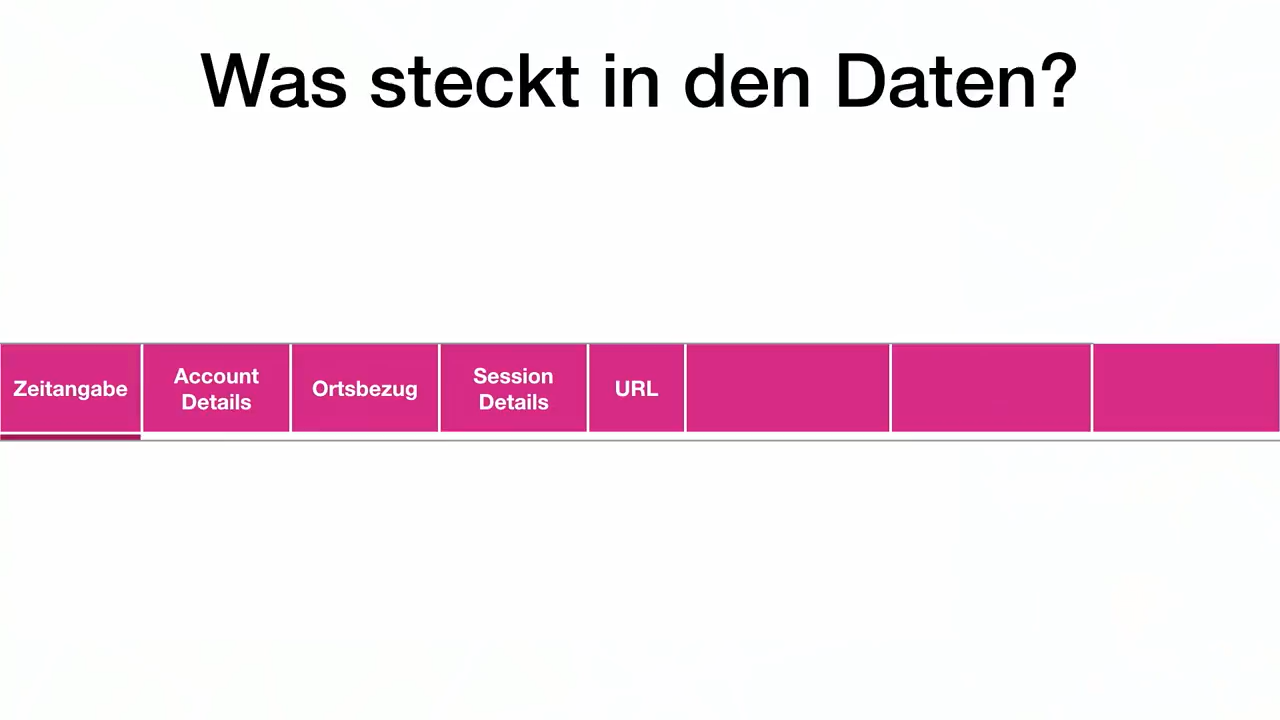 Was steckt in den Daten?
Zeitangabe
Account
Details
Ortsbezug
Session
Details
URL